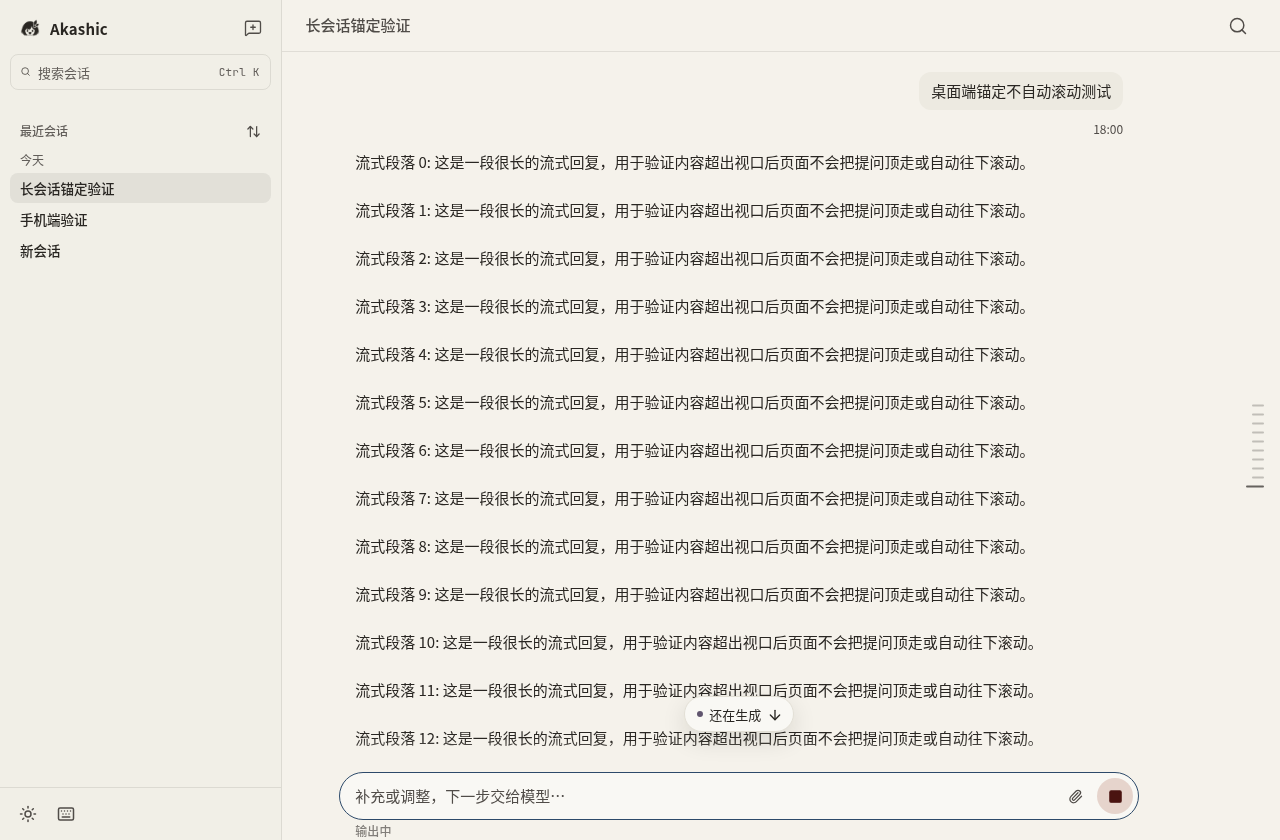 Akashic
搜索会话 Ctrl K
最近会话
今天
长会话锚定验证
手机端验证
新会话
长会话锚定验证
桌面端锚定不自动滚动测试
18:00
流式段落 0: 这是一段很长的流式回复，用于验证内容超出视口后页面不会把提问顶走或自动往下滚动。
流式段落 1: 这是一段很长的流式回复，用于验证内容超出视口后页面不会把提问顶走或自动往下滚动。
流式段落 2: 这是一段很长的流式回复，用于验证内容超出视口后页面不会把提问顶走或自动往下滚动。
流式段落 3: 这是一段很长的流式回复，用于验证内容超出视口后页面不会把提问顶走或自动往下滚动。
流式段落 4: 这是一段很长的流式回复，用于验证内容超出视口后页面不会把提问顶走或自动往下滚动。
流式段落 5: 这是一段很长的流式回复，用于验证内容超出视口后页面不会把提问顶走或自动往下滚动。
流式段落 6: 这是一段很长的流式回复，用于验证内容超出视口后页面不会把提问顶走或自动往下滚动。
流式段落 7: 这是一段很长的流式回复，用于验证内容超出视口后页面不会把提问顶走或自动往下滚动。
流式段落 8: 这是一段很长的流式回复，用于验证内容超出视口后页面不会把提问顶走或自动往下滚动。
流式段落 9: 这是一段很长的流式回复，用于验证内容超出视口后页面不会把提问顶走或自动往下滚动。
流式段落 10: 这是一段很长的流式回复，用于验证内容超出视口后页面不会把提问顶走或自动往下滚动。
流式段落 11: 这是一段很长的流式回复，用于验证内容超出视口后页面不会把提问顶走或自动往下滚动。
还在生成
流式段落 12: 这是一段很长的流式回复，用于验证内容超出视口后页面不会把提问顶走或自动往下滚动。
补充或调整，下一步交给模型…
输出中